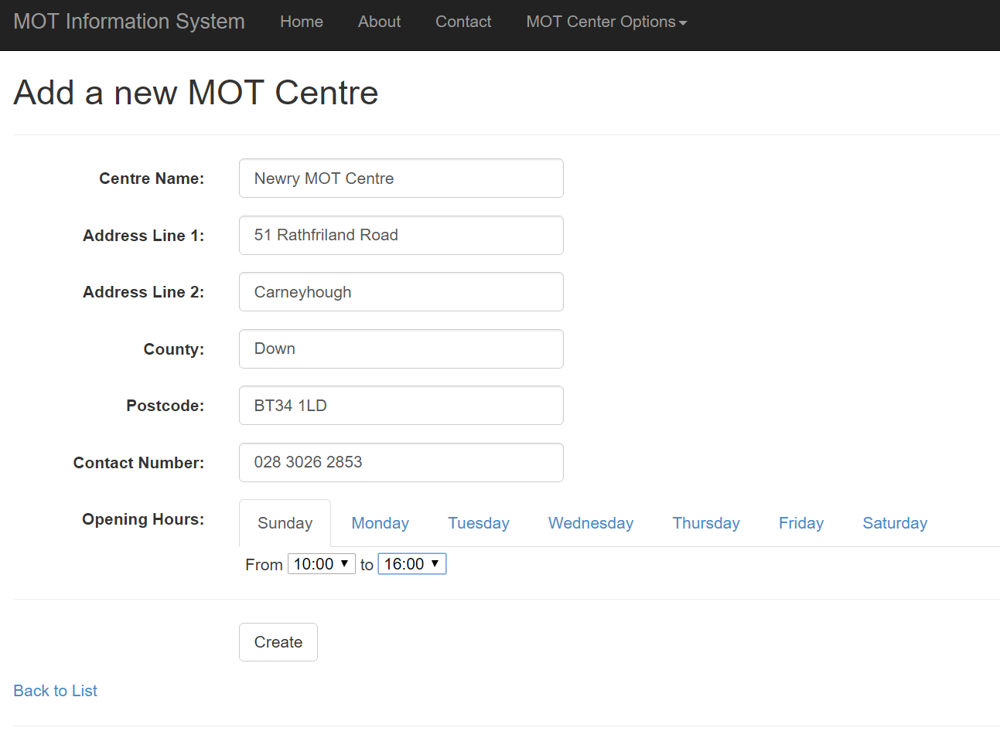 MOT Information System Home About Contact MOT Center Options
Add a new MOT Centre
Centre Name: Newry MOT Centre
Address Line 1: 51 Rathfriland Road
Address Line 2: Carneyhough
County: Down
Postcode: BT34 1LD
Contact Number: 028 3026 2853
Opening Hours: Sunday Monday Tuesday Wednesday Thursday Friday Saturday
From 10:00 to 16:00
Create
Back to List